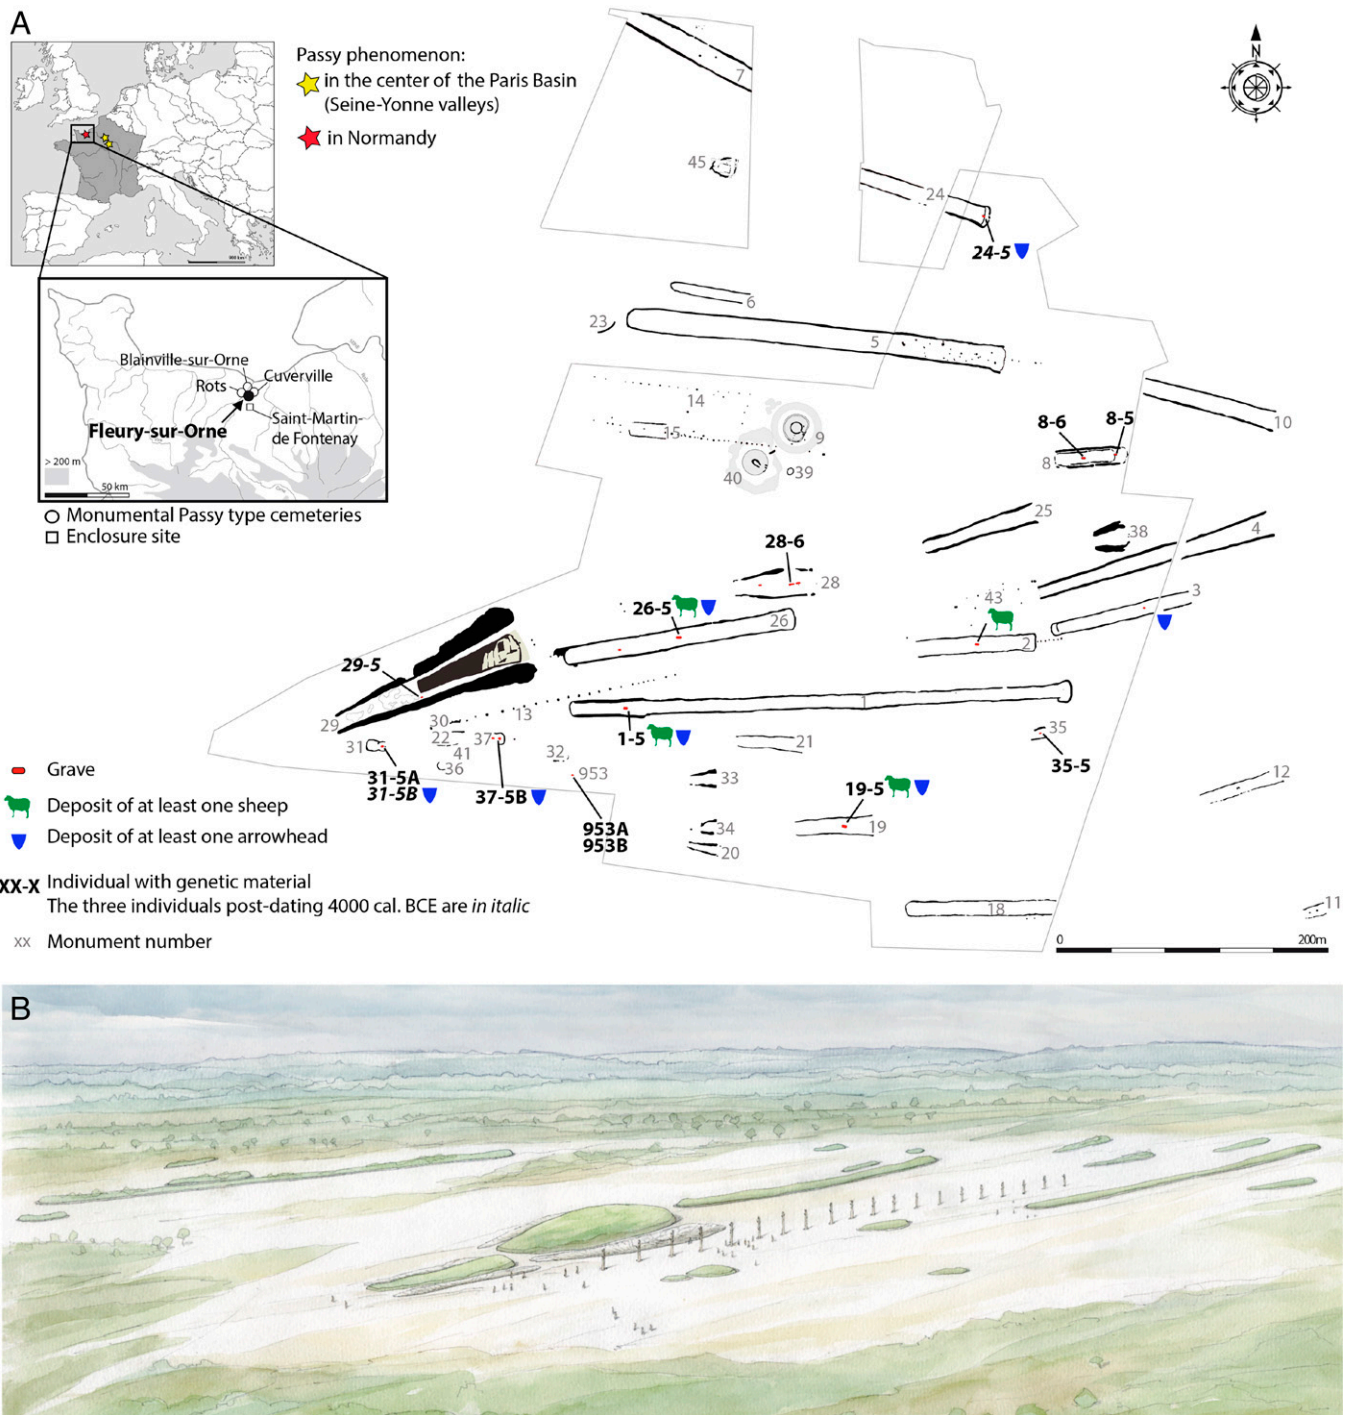 A
Passy phenomenon:
in the center of the Paris Basin
(Seine-Yonne valleys)
in Normandy
N
7
45
24
24-5
6
23
5
Blainville-sur-Orne
Rots
Cuverville
Fleury-sur-Orne
Saint-Martin-
de Fontenay
> 200 m
50 km
Monumental Passy type cemeteries
Enclosure site
14
15
9
40
39
10
8-6
8-5
8
25
38
4
28-6
28
43
3
26-5
26
2
29-5
29
13
1
30
22
37
31
41
36
32
953
1-5
21
35
35-5
31-5A
31-5B
37-5B
33
12
953A
953B
34
20
19-5
19
18
11
0
200m
Grave
Deposit of at least one sheep
Deposit of at least one arrowhead
XX-X Individual with genetic material
The three individuals post-dating 4000 cal. BCE are in italic
xx Monument number
B